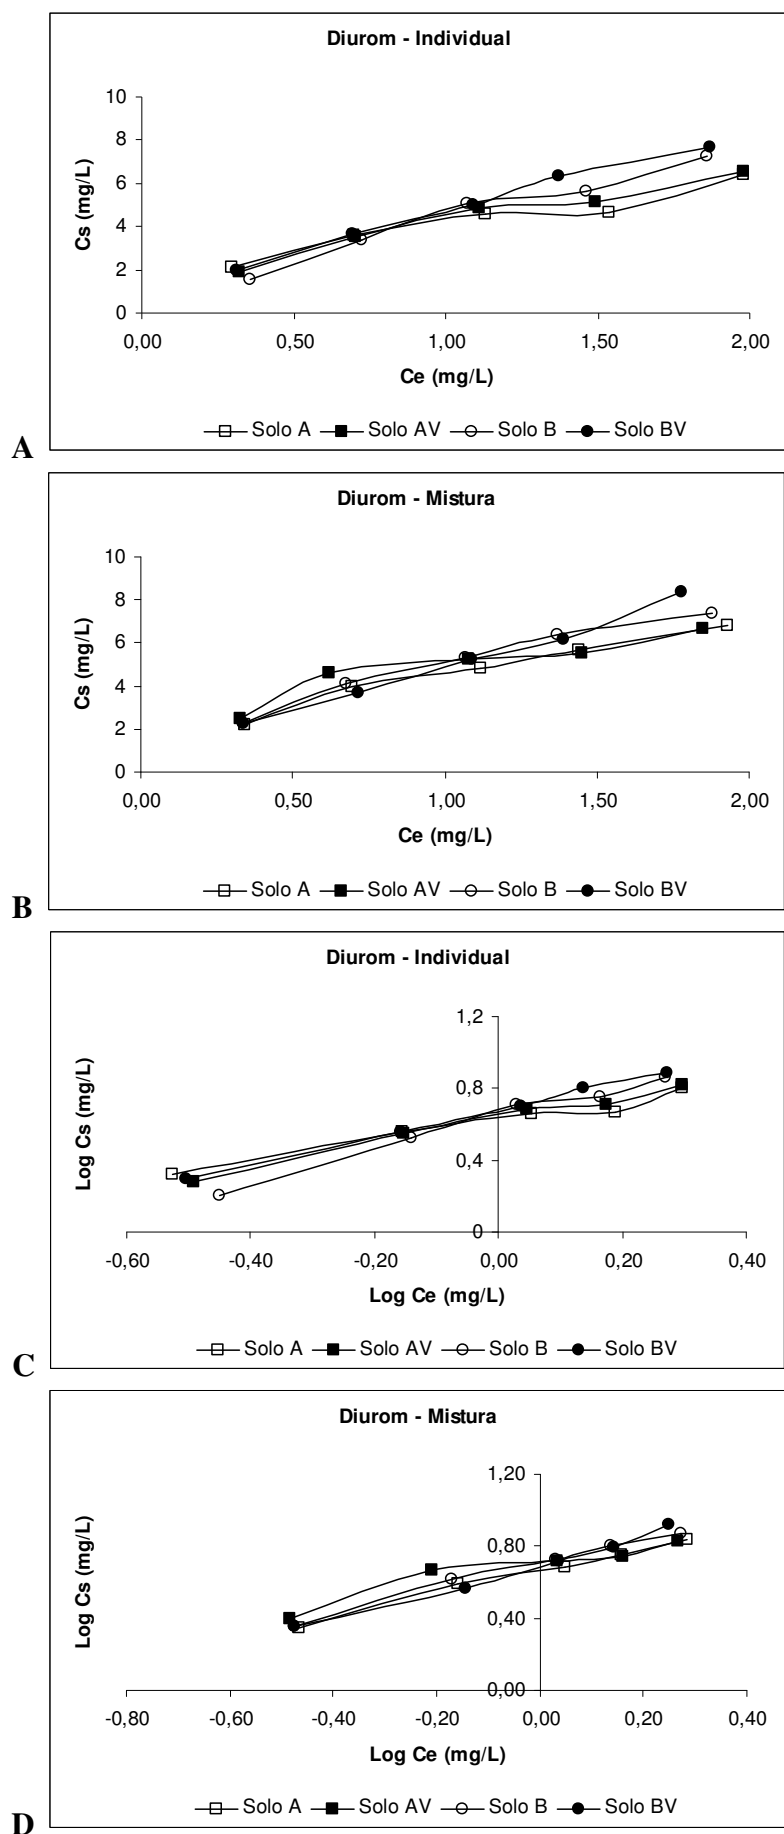 Diurom - Individual
Cs (mg/L)
10
8
6
4
2
0
0,00 0,50 1,00 1,50 2,00
Ce (mg/L)
Solo A Solo AV Solo B Solo BV
A
Diurom - Mistura
Cs (mg/L)
10
8
6
4
2
0
0,00 0,50 1,00 1,50 2,00
Ce (mg/L)
Solo A Solo AV Solo B Solo BV
B
Diurom - Individual
Log Cs (mg/L)
1,2
0,8
0,4
0
-0,60 -0,40 -0,20 0,00 0,20 0,40
Log Ce (mg/L)
Solo A Solo AV Solo B Solo BV
C
Diurom - Mistura
Log Cs (mg/L)
1,20
0,80
0,40
0,00
-0,80 -0,60 -0,40 -0,20 0,00 0,20 0,40
Log Ce (mg/L)
Solo A Solo AV Solo B Solo BV
D